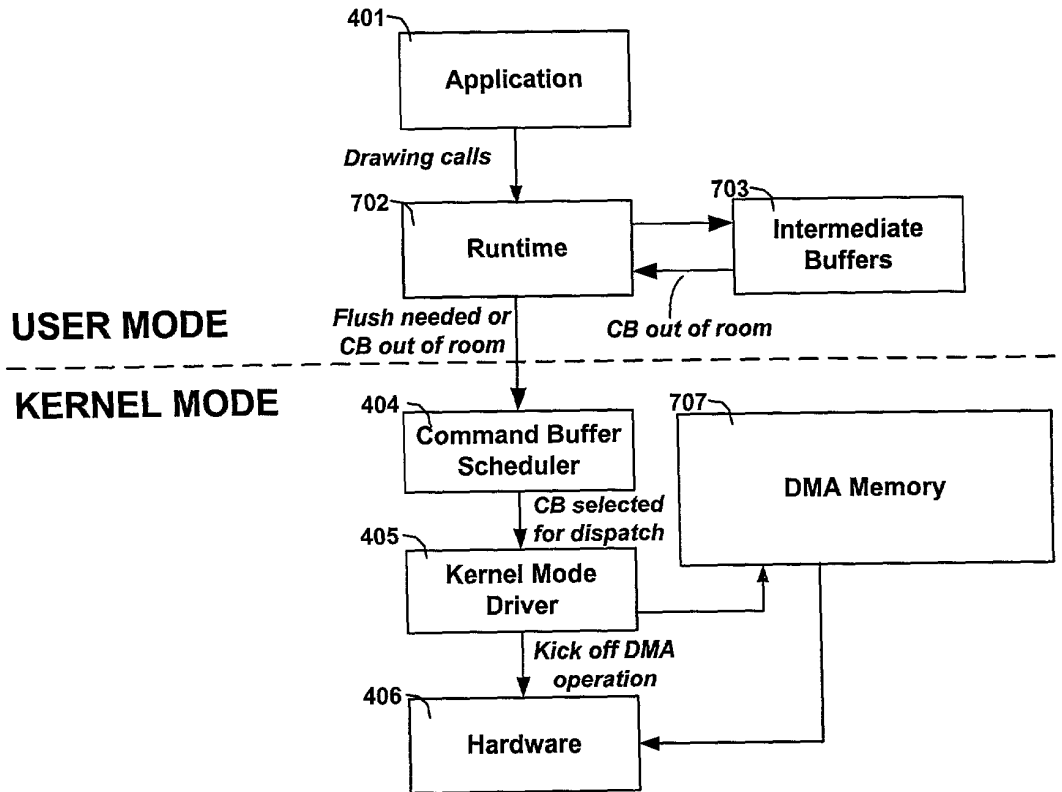 401
Application
Drawing calls
702
703
Runtime
Intermediate
Buffers
CB out of room
USER MODE
Flush needed or
CB out of room
KERNEL MODE
404
Command Buffer
Scheduler
707
DMA Memory
CB selected
for dispatch
405
Kernel Mode
Driver
Kick off DMA
operation
406
Hardware